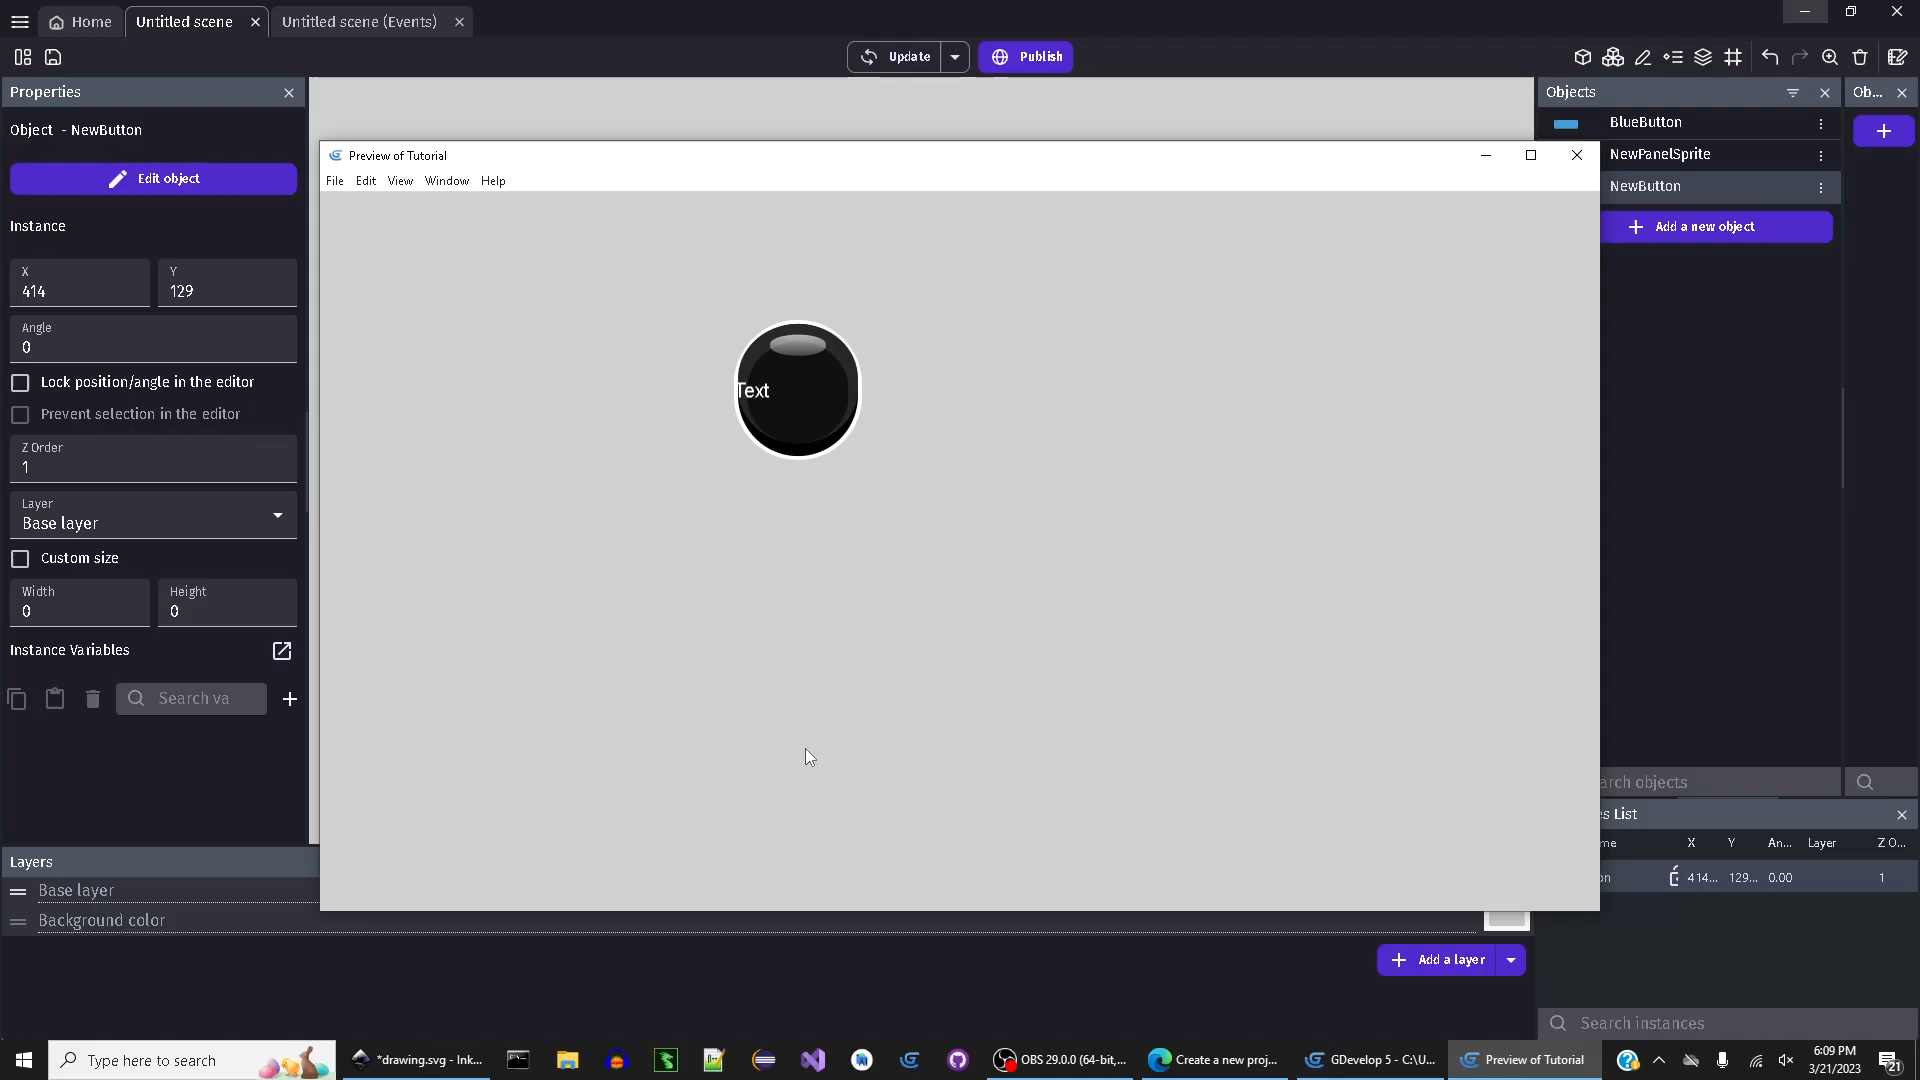 Home
Untitled scene
Untitled scene (Events)
Update
Publish
Properties
Object - NewButton
Edit object
Instance
X
414
Y
129
Angle
0
Lock position/angle in the editor
Prevent selection in the editor
Z Order
1
Layer
Base layer
Custom size
Width
0
Height
0
Instance Variables
Search va
Layers
Base layer
Background color
Add a layer
Preview of Tutorial
File Edit View Window Help
Text
Objects
Ob...
BlueButton
NewPanelSprite
NewButton
Add a new object
arch objects
es List
me X Y An... Layer Z O...
on 414... 129... 0.00 1
Search instances
Type here to search
*drawing.svg - Ink...
OBS 29.0.0 (64-bit,...
Create a new proj...
GDevelop 5 - C:\U...
Preview of Tutorial
6:09 PM
3/21/2023
21